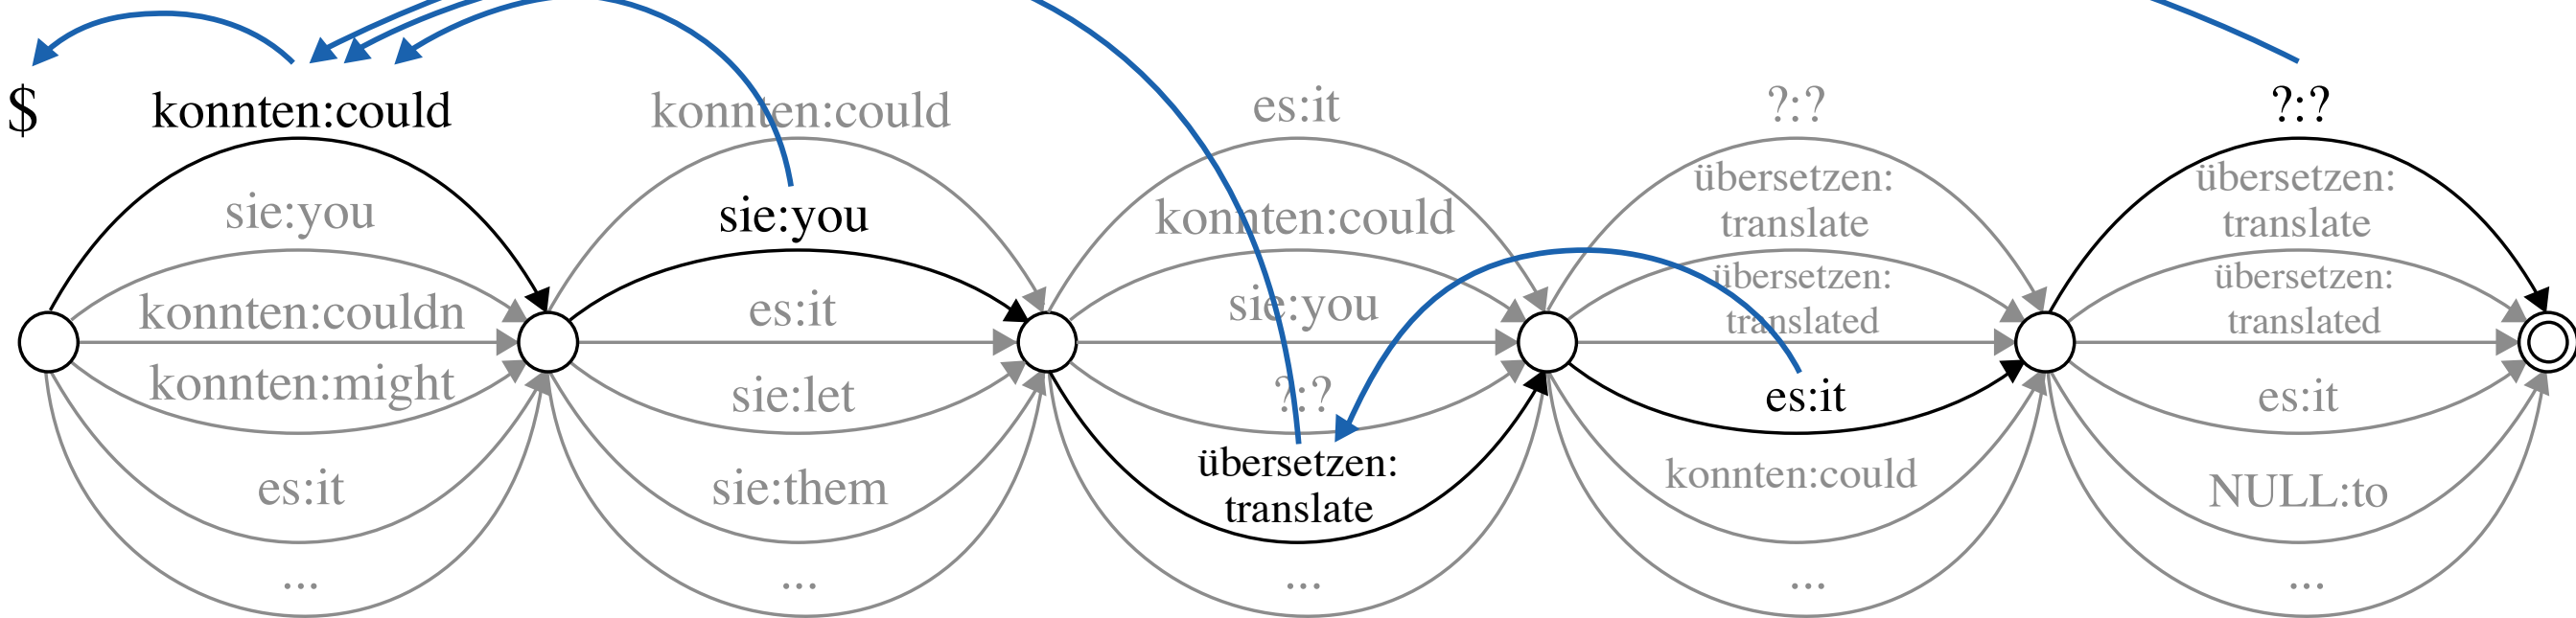 $
konnten:could
sie:you
konnten:couldn
konnten:might
es:it
...
konnten:could
sie:you
es:it
sie:let
sie:them
...
es:it
konnten:could
sie:you
?:?
übersetzen:
translate
...
?:?
übersetzen:
translate
übersetzen:
translated
es:it
konnten:could
...
?:?
übersetzen:
translate
übersetzen:
translated
es:it
NULL:to
...